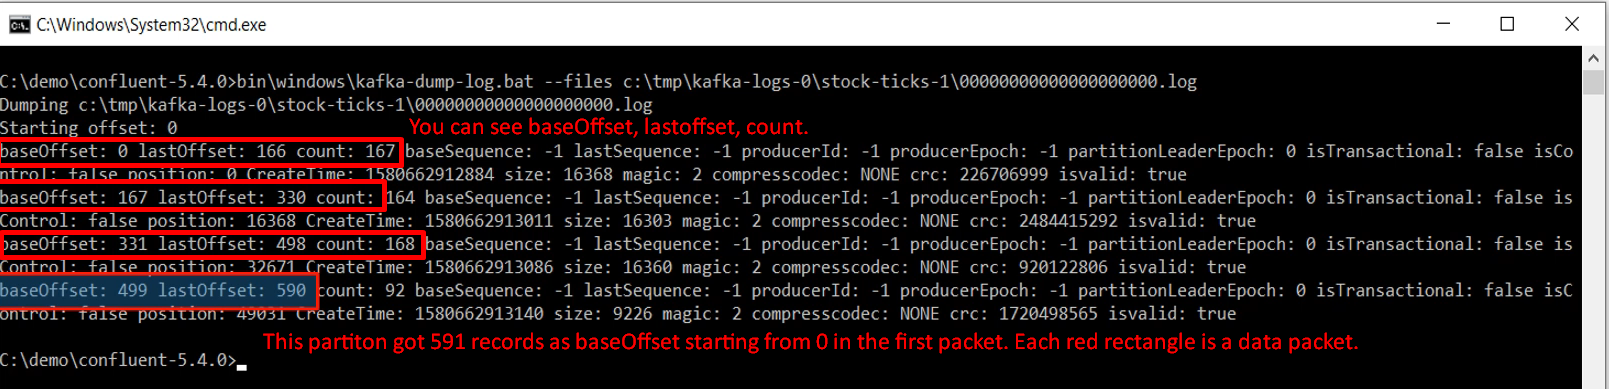 C:\Windows\System32\cmd.exe
C:\demo\confluent-5.4.0>bin\windows\kafka-dump-log.bat --files c:\tmp\kafka-logs-0\stock-ticks-1\00000000000000000000.log
Dumping c:\tmp\kafka-logs-0\stock-ticks-1\00000000000000000000.log
Starting offset: 0
You can see baseOffset, lastoffset, count.
baseOffset: 0 lastOffset: 166 count: 167 baseSequence: -1 lastSequence: -1 producerId: -1 producerEpoch: -1 partitionLeaderEpoch: 0 isTransactional: false isCo
ntrol: false position: 0 CreateTime: 1580662912884 size: 16368 magic: 2 compresscodec: NONE crc: 226706999 isvalid: true
baseOffset: 167 lastOffset: 330 count: 164 baseSequence: -1 lastSequence: -1 producerId: -1 producerEpoch: -1 partitionLeaderEpoch: 0 isTransactional: false is
Control: false position: 16368 CreateTime: 1580662913011 size: 16303 magic: 2 compresscodec: NONE crc: 2484415292 isvalid: true
baseOffset: 331 lastOffset: 498 count: 168 baseSequence: -1 lastSequence: -1 producerId: -1 producerEpoch: -1 partitionLeaderEpoch: 0 isTransactional: false is
Control: false position: 32671 CreateTime: 1580662913086 size: 16360 magic: 2 compresscodec: NONE crc: 920122806 isvalid: true
baseOffset: 499 lastOffset: 590 count: 92 baseSequence: -1 lastSequence: -1 producerId: -1 producerEpoch: -1 partitionLeaderEpoch: 0 isTransactional: false isC
ontrol: false position: 49031 CreateTime: 1580662913140 size: 9226 magic: 2 compresscodec: NONE crc: 1720498565 isvalid: true
This partiton got 591 records as baseOffset starting from 0 in the first packet. Each red rectangle is a data packet.
C:\demo\confluent-5.4.0>